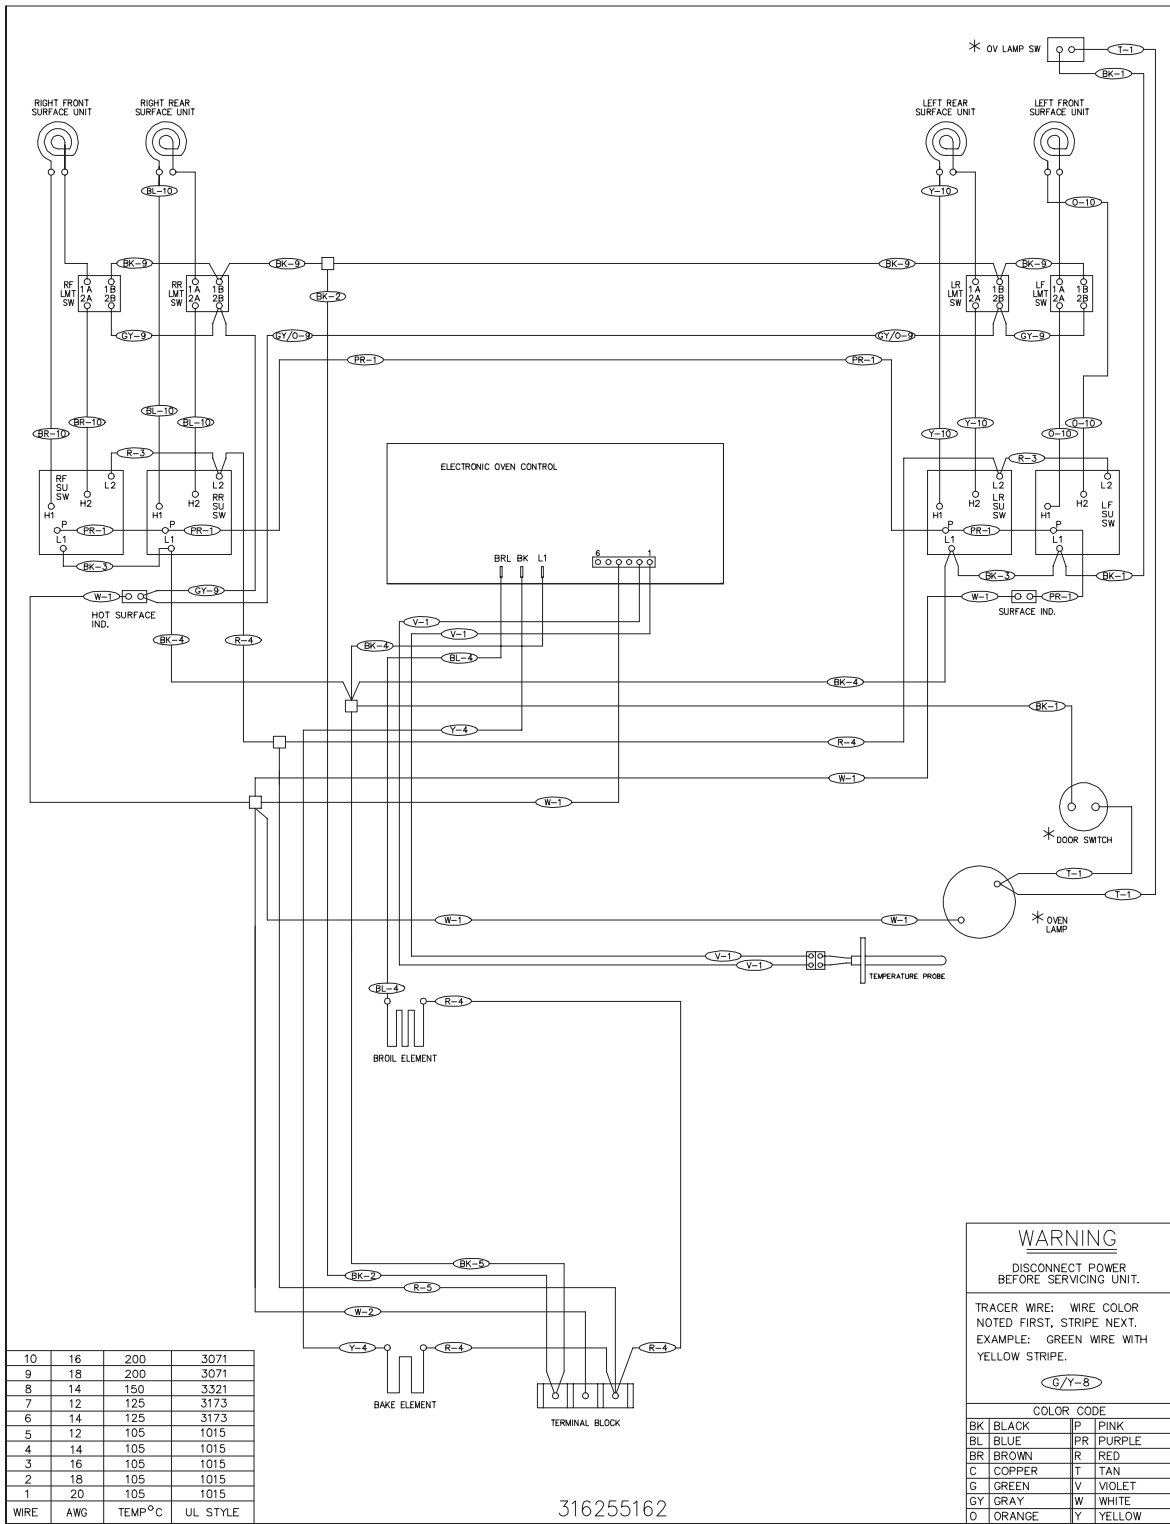 OV LAMP SW
T-1
BK-1
RIGHT FRONT
SURFACE UNIT
RIGHT REAR
SURFACE UNIT
LEFT REAR
SURFACE UNIT
LEFT FRONT
SURFACE UNIT
BL-10
Y-10
O-10
BK-9
BK-9
BK-9
BK-9
RF
LMT
SW
1A 1B
2A 2B
RR
LMT
SW
1A 1B
2A 2B
BK-2
LR
LMT
SW
1A 1B
2A 2B
LF
LMT
SW
1A 1B
2A 2B
GY-9
GY/O-9
GY/O-9
GY-9
PR-1
PR-1
BR-10
BR-10
BL-10
BL-10
Y-10
Y-10
O-10
O-10
R-3
R-3
ELECTRONIC OVEN CONTROL
RF
SU
SW
L2
H1
H2
P
L1
RR
SU
SW
L2
H1
H2
P
L1
LR
SU
SW
L2
H1
H2
P
L1
LF
SU
SW
L2
H1
H2
P
L1
PR-1
PR-1
PR-1
BK-3
BK-3
BK-1
BRL BK L1
6 1
W-1
GY-9
HOT SURFACE
IND.
W-1
PR-1
SURFACE IND.
V-1
V-1
BK-4
R-4
BK-4
BL-4
BK-4
BK-1
Y-4
R-4
W-1
W-1
DOOR SWITCH
T-1
T-1
W-1
W-1
OVEN
LAMP
V-1
V-1
TEMPERATURE PROBE
BL-4
R-4
BROIL ELEMENT
BK-5
BK-2
R-5
W-2
Y-4
R-4
R-4
BAKE ELEMENT
TERMINAL BLOCK
WARNING
DISCONNECT POWER
BEFORE SERVICING UNIT.
TRACER WIRE: WIRE COLOR
NOTED FIRST, STRIPE NEXT.
EXAMPLE: GREEN WIRE WITH
YELLOW STRIPE.
G/Y-8
COLOR CODE
BK BLACK P PINK
BL BLUE PR PURPLE
BR BROWN R RED
C COPPER T TAN
G GREEN V VIOLET
GY GRAY W WHITE
O ORANGE Y YELLOW
10 16 200 3071
9 18 200 3071
8 14 150 3321
7 12 125 3173
6 14 125 3173
5 12 105 1015
4 14 105 1015
3 16 105 1015
2 18 105 1015
1 20 105 1015
WIRE AWG TEMP°C UL STYLE
316255162